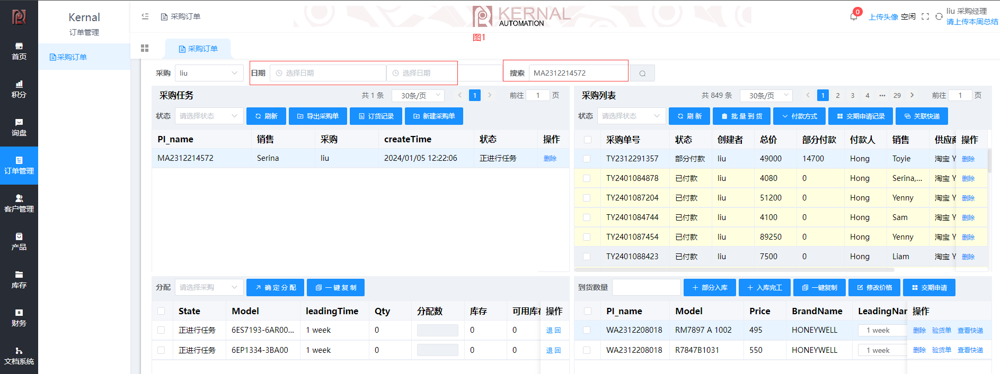 Kernal
订单管理
采购订单
KERNAL
AUTOMATION
图1
0
上传头像 空闲
liu 采购经理
请上传本周总结
首页
积分
询盘
订单管理
客户管理
产品
库存
财务
文档系统
采购订单
采购订单
采购 liu 日期 选择日期 选择日期 搜索 MA2312214572
采购任务 共 1 条 30条/页 1 前往 1 页
状态 请选择状态 刷新 导出采购单 订货记录 新建采购单
PI_name 销售 采购 createTime 状态 操作
MA2312214572 Serina liu 2024/01/05 12:22:06 正进行任务 删除
采购列表 共 849 条 30条/页 1 2 3 4 ••• 29 前往 1 页
状态 请选择状态 刷 新 批 量 到 货 付款方式 交期申请记录 关联快递
采购单号 状态 创建者 总价 部分付款 付款人 销售 供应商 操作
TY2312291357 部分付款 liu 49000 14700 Hong Toyie 淘宝 Y 删除
TY2401084878 已付款 liu 4080 0 Hong Serina,... 淘宝 Y 删除
TY2401087204 已付款 liu 51200 0 Hong Yenny 淘宝 Y 删除
TY2401084744 已付款 liu 4100 0 Hong Sam 淘宝 Y 删除
TY2401087454 已付款 liu 89250 0 Hong Yenny 淘宝 Y 删除
TY2401088423 已付款 liu 7500 0 Hong Liam 淘宝 Y 删除
分配 请选择采购 确 定 分 配 一 键 复 制
State Model leadingTime Qty 分配数 库存 可用库存 操作
正进行任务 6ES7193-6AR00... 1 week 0 0 0 退 回
正进行任务 6EP1334-3BA00 1 week 0 0 0 退 回
到货数量 部分入库 入库完工 一键复制 修改价格 交期申请
PI_name Model Price BrandName LeadingNar 操作
WA2312208018 RM7897 A 1002 495 HONEYWELL 1 week 删除 验货单 查看快递
WA2312208018 R7847B1031 550 HONEYWELL 1 week 删除 验货单 查看快递